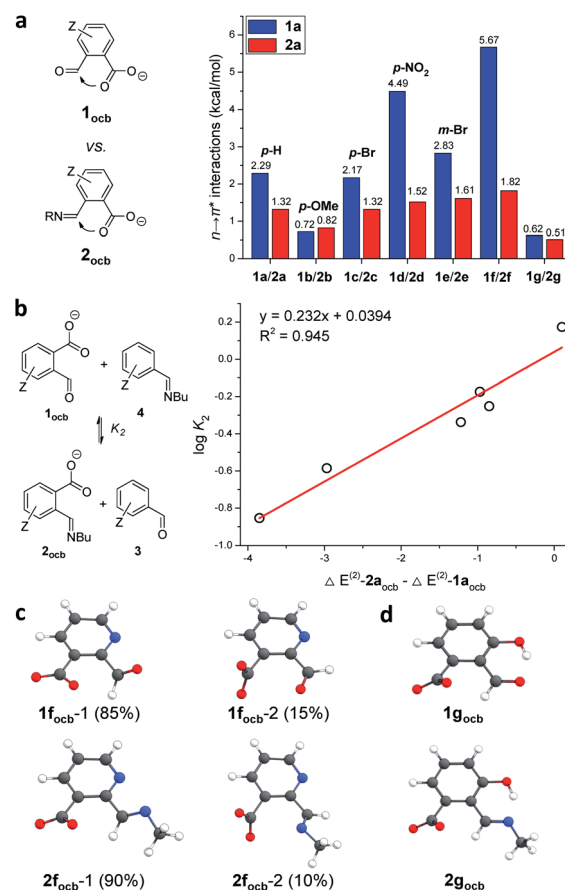 a
Z
O
O
O⊖
1ocb
vs.
Z
RN
O
O⊖
2ocb
n→π* interactions (kcal/mol)
6
5
4
3
2
1
0
1a
2a
p-H
p-OMe
p-Br
p-NO2
m-Br
2.29
1.32
0.72
0.82
2.17
1.32
4.49
1.52
2.83
1.61
5.67
1.82
0.62
0.51
1a/2a 1b/2b 1c/2c 1d/2d 1e/2e 1f/2f 1g/2g
b
O⊖
O
Z
O
1ocb
+
Z
NBu
4
K2
O⊖
O
Z
NBu
2ocb
+
Z
O
3
y = 0.232x + 0.0394
R² = 0.945
log K2
0.2
0.0
-0.2
-0.4
-0.6
-0.8
-1.0
-4 -3 -2 -1 0
△ E(2)-2aocb - △ E(2)-1aocb
c
1focb-1 (85%)
1focb-2 (15%)
2focb-1 (90%)
2focb-2 (10%)
d
1gocb
2gocb